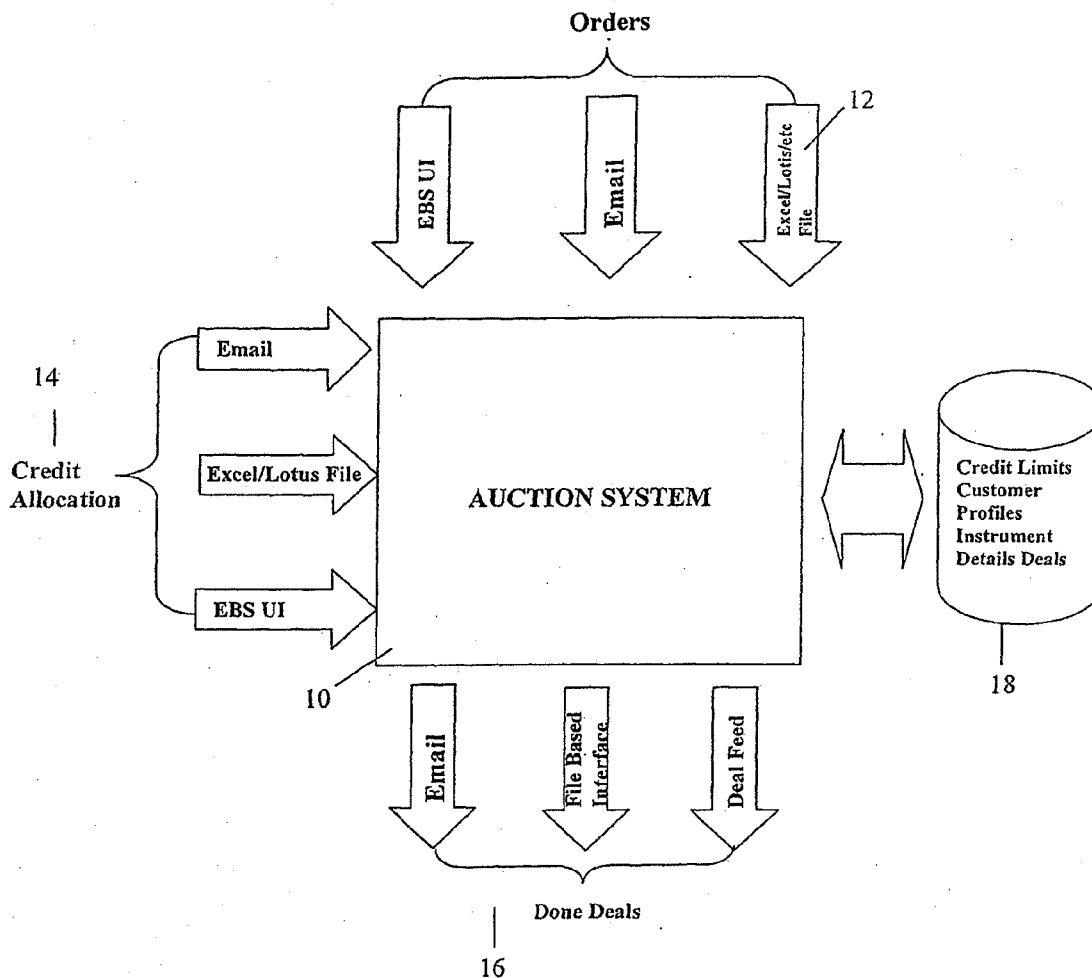 Orders
12
EBS UI
Email
Excel/Lotis/etc
File
Email
14
Credit
Allocation
Excel/Lotus File
AUCTION SYSTEM
Credit Limits
Customer
Profiles
Instrument
Details Deals
EBS UI
10
18
Email
File Based
Interface
Deal Feed
Done Deals
16